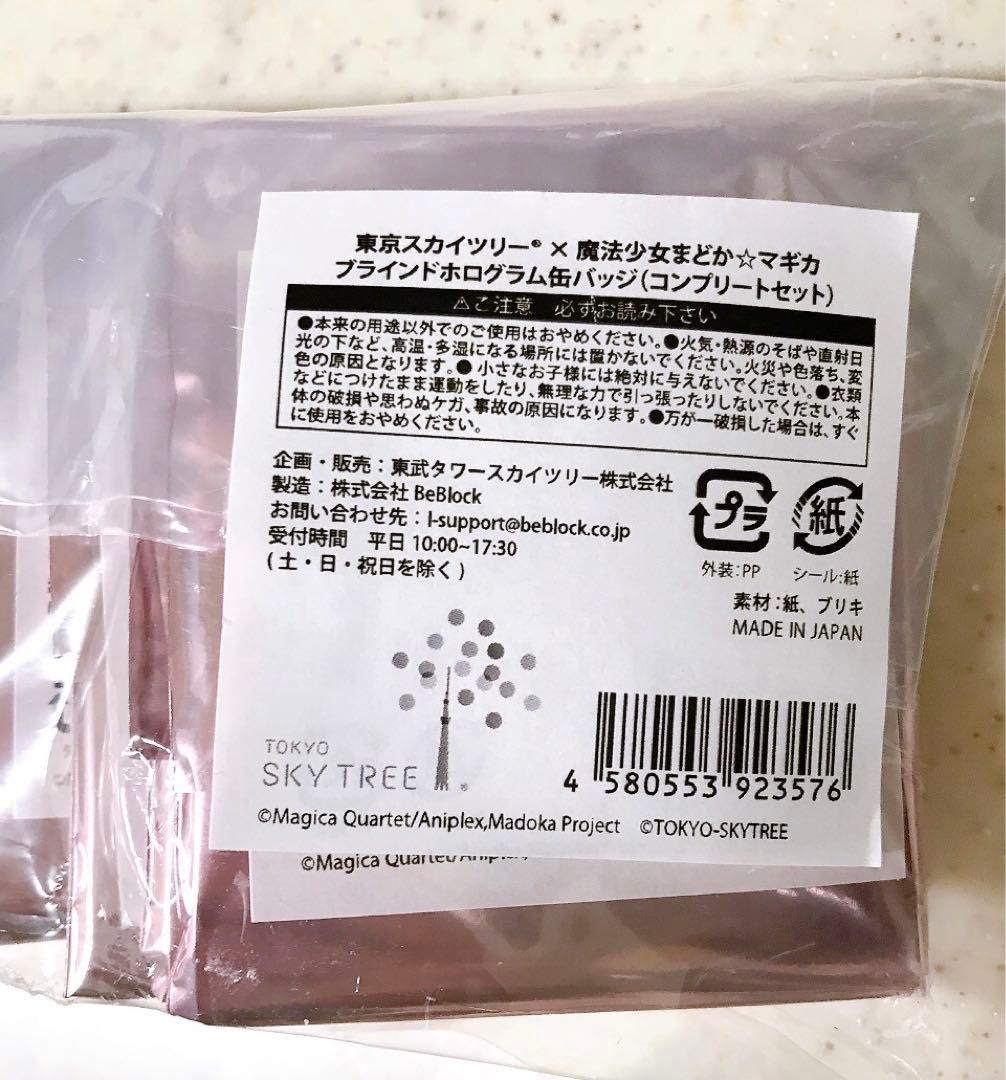 東京スカイツリー® × 魔法少女まどか☆マギカ
ブラインドホログラム缶バッジ(コンプリートセット)
⚠ご注意 必ずお読み下さい
●本来の用途以外でのご使用はおやめください。●火気・熱源のそばや直射日
光の下など、高温・多湿になる場所には置かないでください。火災や色落ち、変
色の原因となります。●小さなお子様には絶対に与えないでください。●衣類
などにつけたまま運動をしたり、無理な力で引っ張ったりしないでください。本
体の破損や思わぬケガ、事故の原因になります。●万が一破損した場合は、すぐ
に使用をおやめください。
企画・販売：東武タワースカイツリー株式会社
製造：株式会社 BeBlock
お問い合わせ先：l-support@beblock.co.jp
受付時間 平日 10:00~17:30
(土・日・祝日を除く)
プラ
紙
外装：PP
シール：紙
素材：紙、ブリキ
MADE IN JAPAN
TOKYO
SKYTREE®
4 580553 923576
©Magica Quartet/Aniplex,Madoka Project ©TOKYO-SKYTREE
©Magica Quartet/Aniplex,